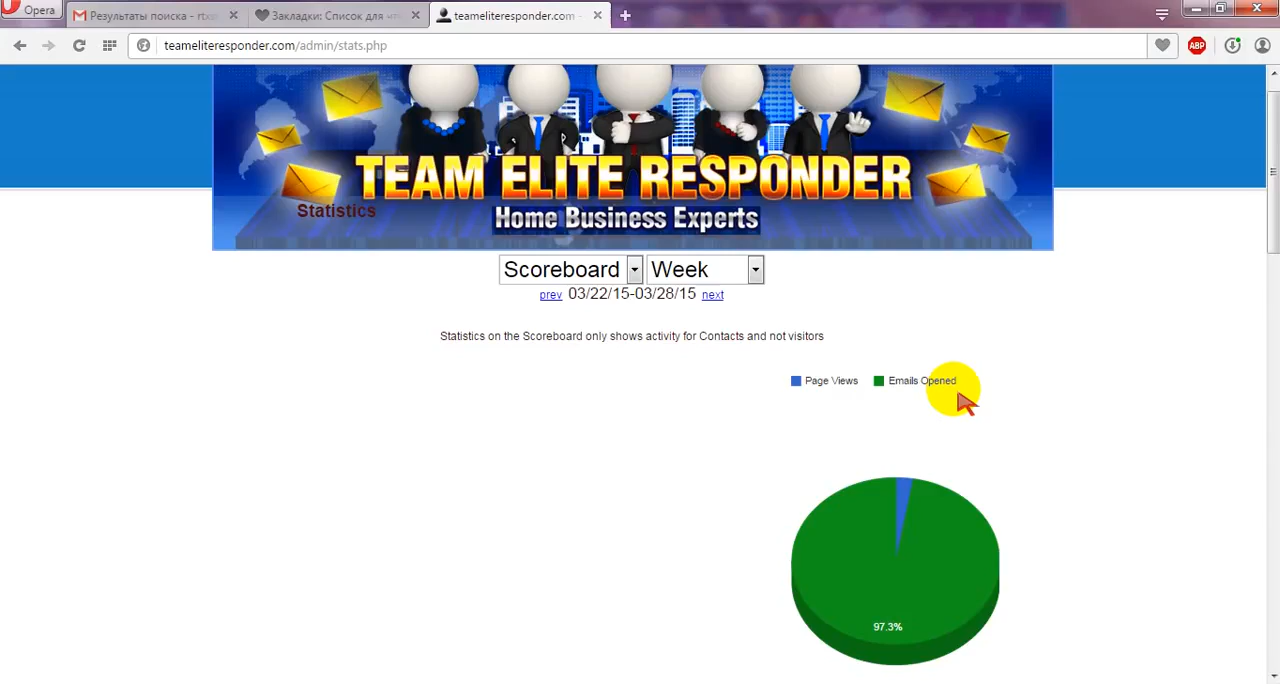 Opera
Результаты поиска - rtxs
Закладки: Список для чт
teameliteresponder.com -
teameliteresponder.com/admin/stats.php
ABP
TEAM ELITE RESPONDER
Statistics
Home Business Experts
Scoreboard
Week
prev 03/22/15-03/28/15 next
Statistics on the Scoreboard only shows activity for Contacts and not visitors
Page Views
Emails Opened
97.3%